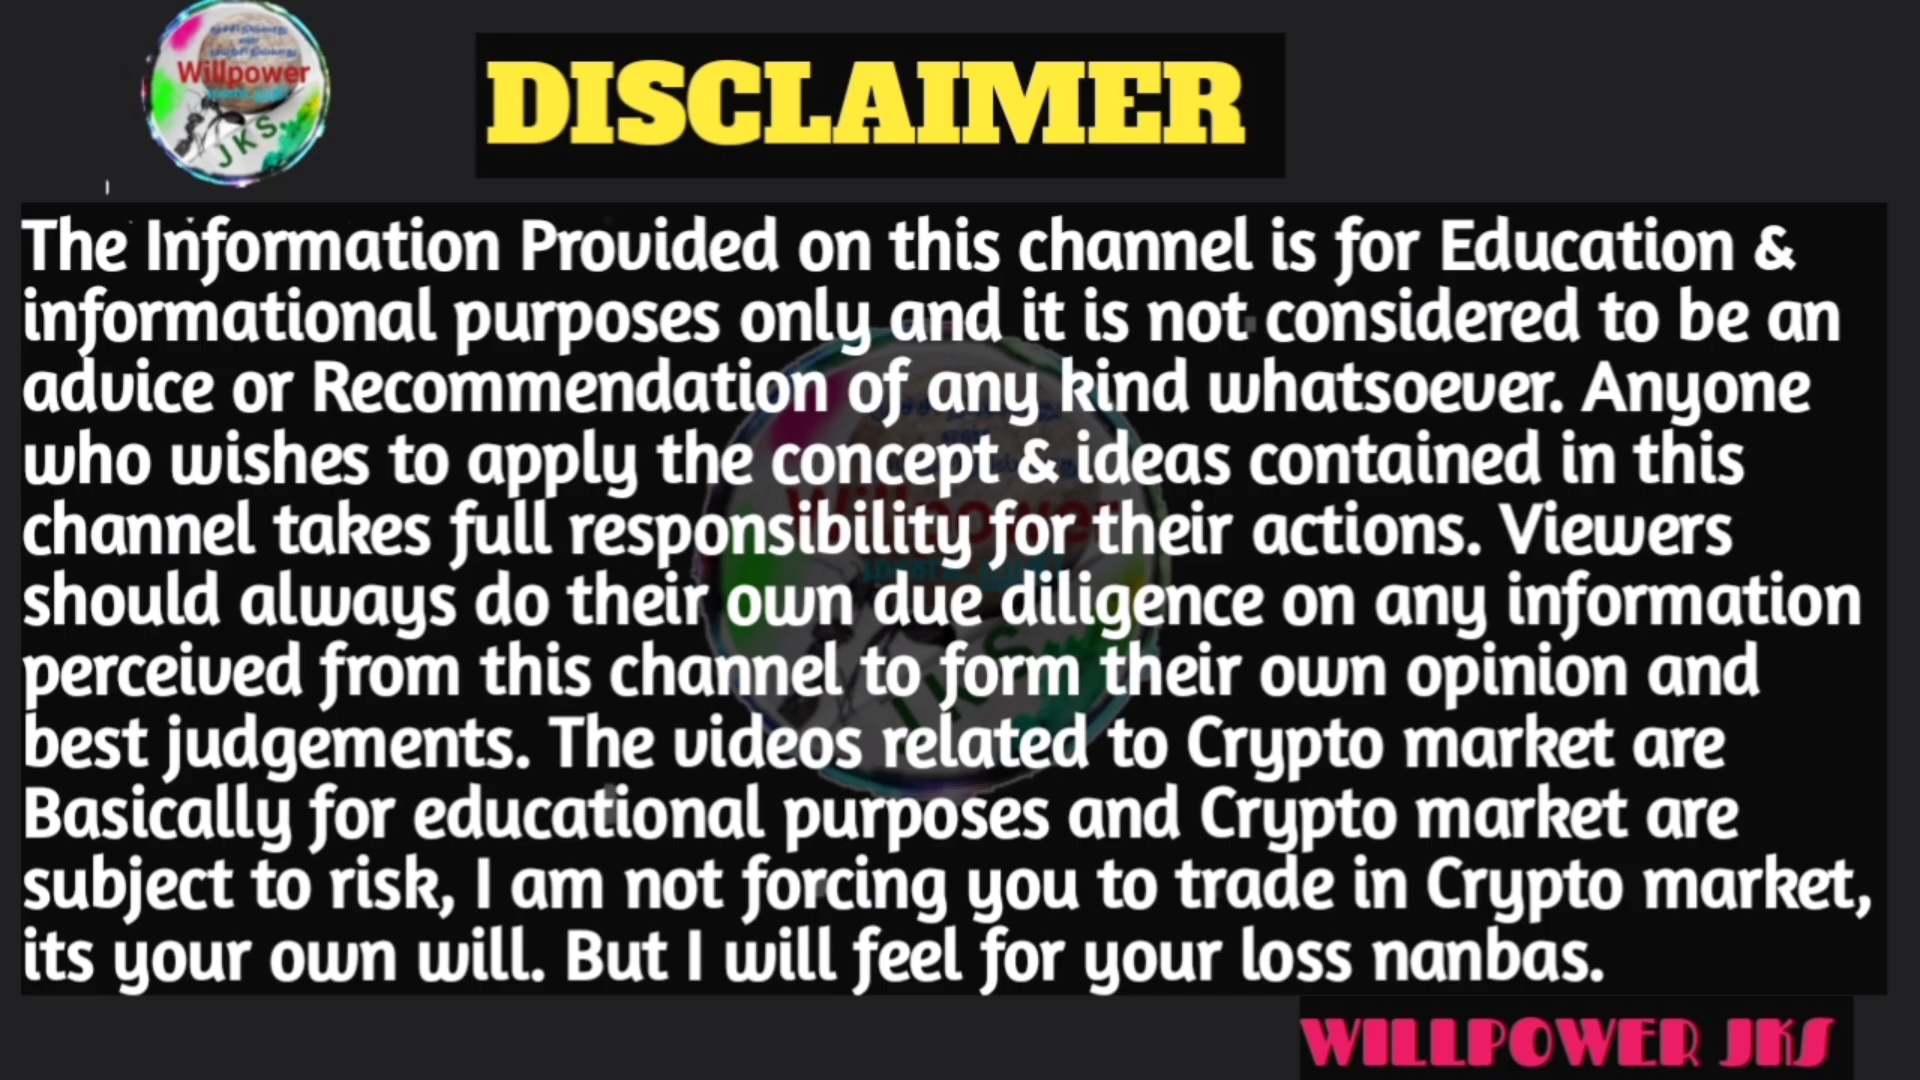 Willpower
JKS
DISCLAIMER
The Information Provided on this channel is for Education &
informational purposes only and it is not considered to be an
advice or Recommendation of any kind whatsoever. Anyone
who wishes to apply the concept & ideas contained in this
channel takes full responsibility for their actions. Viewers
should always do their own due diligence on any information
perceived from this channel to form their own opinion and
best judgements. The videos related to Crypto market are
Basically for educational purposes and Crypto market are
subject to risk, I am not forcing you to trade in Crypto market,
its your own will. But I will feel for your loss nanbas.
WILLPOWER JKS